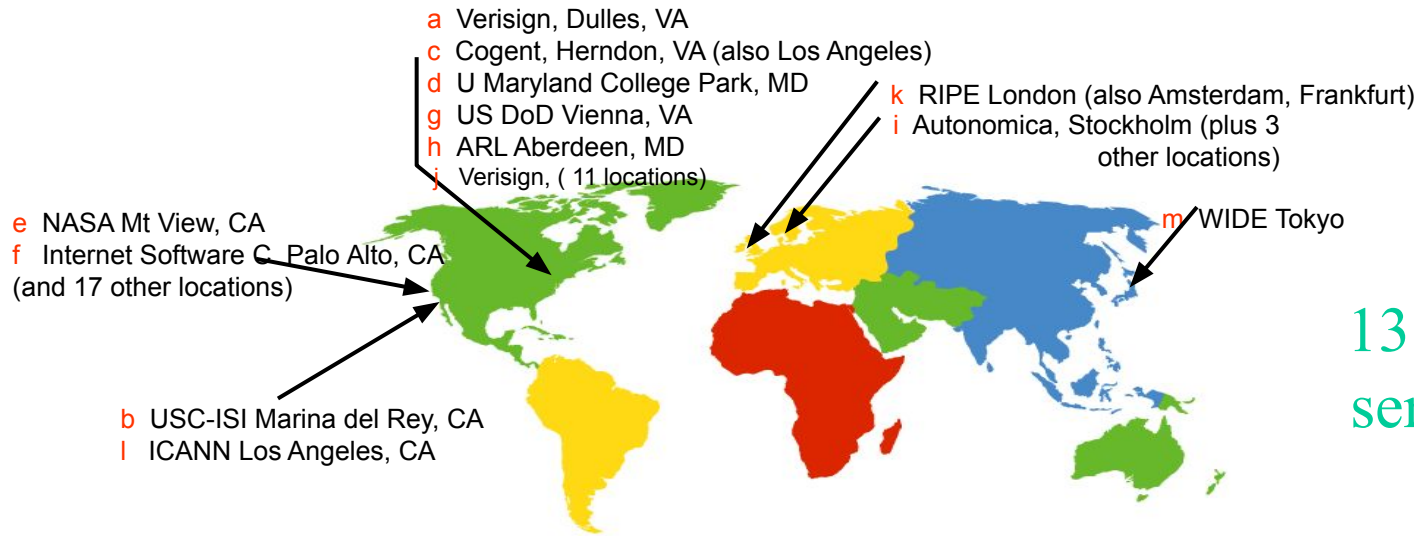 a Verisign, Dulles, VA
c Cogent, Herndon, VA (also Los Angeles)
d U Maryland College Park, MD
g US DoD Vienna, VA
h ARL Aberdeen, MD
j Verisign, ( 11 locations)
k RIPE London (also Amsterdam, Frankfurt)
i Autonomica, Stockholm (plus 3
other locations)
m WIDE Tokyo
e NASA Mt View, CA
f Internet Software C. Palo Alto, CA
(and 17 other locations)
b USC-ISI Marina del Rey, CA
l ICANN Los Angeles, CA
13